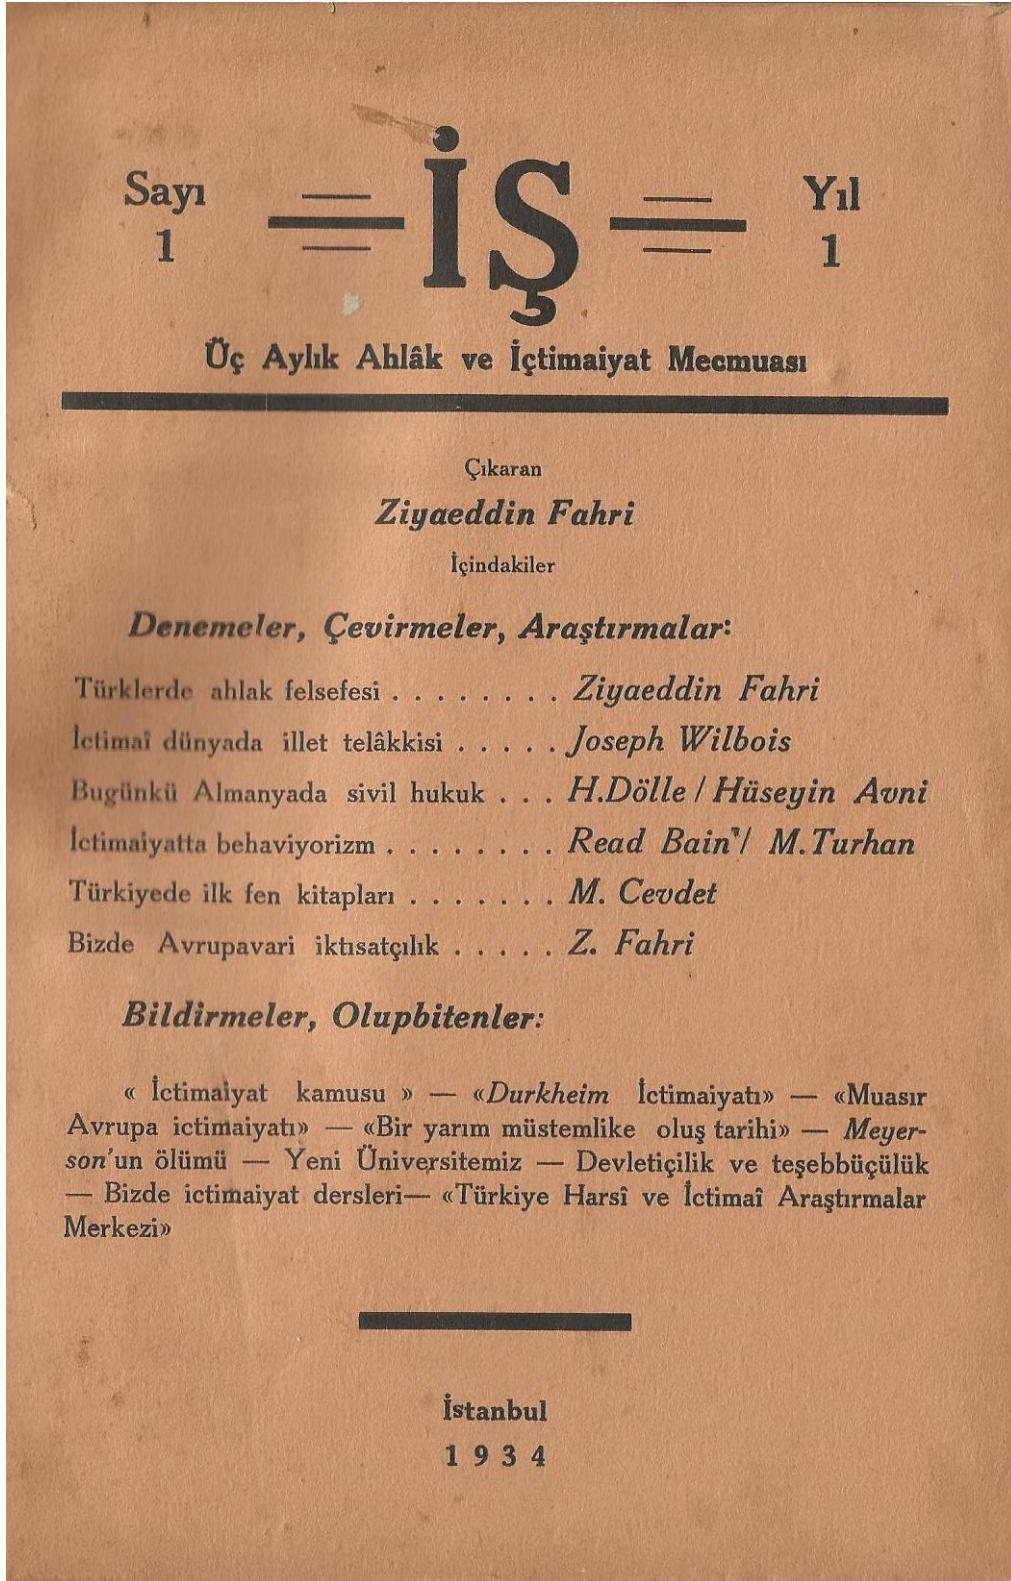 Sayı
1
İŞ
Yıl
1
Üç Aylık Ahlâk ve İçtimaiyat Mecmuası
Çıkaran
Ziyaeddin Fahri
İçindakiler
Denemeler, Çevirmeler, Araştırmalar:
Türklerde ahlak felsefesi . . . . . . . . Ziyaeddin Fahri
İctimaî dünyada illet telâkkisi . . . . . Joseph Wilbois
Bugünkü Almanyada sivil hukuk . . . H.Dölle / Hüseyin Avni
İctimaiyatta behaviyorizm . . . . . . . . Read Bain / M.Turhan
Türkiyede ilk fen kitapları . . . . . . . M. Cevdet
Bizde Avrupavari iktısatçılık . . . . . Z. Fahri
Bildirmeler, Olupbitenler:
« İctimaiyat kamusu » — «Durkheim İctimaiyatı» — «Muasır
Avrupa ictimaiyatı» — «Bir yarım müstemlike oluş tarihi» — Meyer-
son'un ölümü — Yeni Üniversitemiz — Devletiçilik ve teşebbüçülük
— Bizde ictimaiyat dersleri— «Türkiye Harsî ve İctimaî Araştırmalar
Merkezi»
İstanbul
1934